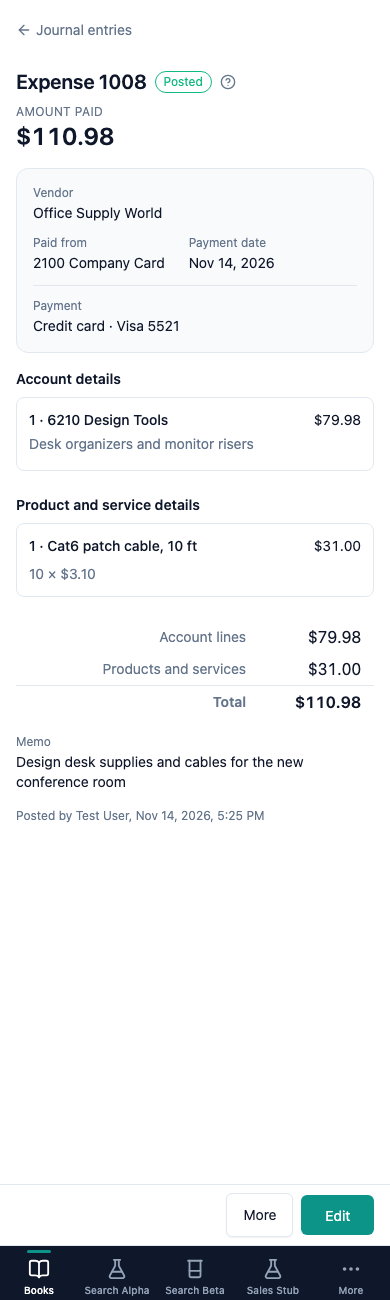 Journal entries
Expense 1008 Posted
AMOUNT PAID
$110.98
Vendor
Office Supply World
Paid from Payment date
2100 Company Card Nov 14, 2026
Payment
Credit card · Visa 5521
Account details
1 · 6210 Design Tools $79.98
Desk organizers and monitor risers
Product and service details
1 · Cat6 patch cable, 10 ft $31.00
10 × $3.10
Account lines $79.98
Products and services $31.00
Total $110.98
Memo
Design desk supplies and cables for the new
conference room
Posted by Test User, Nov 14, 2026, 5:25 PM
More Edit
Books Search Alpha Search Beta Sales Stub More